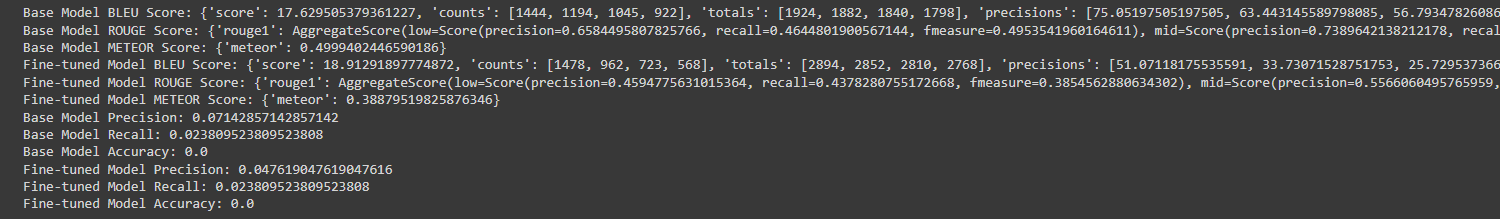 Base Model BLEU Score: {'score': 17.629505379361227, 'counts': [1444, 1194, 1045, 922], 'totals': [1924, 1882, 1840, 1798], 'precisions': [75.05197505197505, 63.443145589798085, 56.79347826086
Base Model ROUGE Score: {'rouge1': AggregateScore(low=Score(precision=0.6584495807825766, recall=0.4644801900567144, fmeasure=0.4953541960164611), mid=Score(precision=0.7389642138212178, recal
Base Model METEOR Score: {'meteor': 0.4999402446590186}
Fine-tuned Model BLEU Score: {'score': 18.91291897774872, 'counts': [1478, 962, 723, 568], 'totals': [2894, 2852, 2810, 2768], 'precisions': [51.07118175535591, 33.73071528751753, 25.729537366
Fine-tuned Model ROUGE Score: {'rouge1': AggregateScore(low=Score(precision=0.4594775631015364, recall=0.4378280755172668, fmeasure=0.3854562880634302), mid=Score(precision=0.5566060495765959,
Fine-tuned Model METEOR Score: {'meteor': 0.38879519825876346}
Base Model Precision: 0.07142857142857142
Base Model Recall: 0.023809523809523808
Base Model Accuracy: 0.0
Fine-tuned Model Precision: 0.047619047619047616
Fine-tuned Model Recall: 0.023809523809523808
Fine-tuned Model Accuracy: 0.0